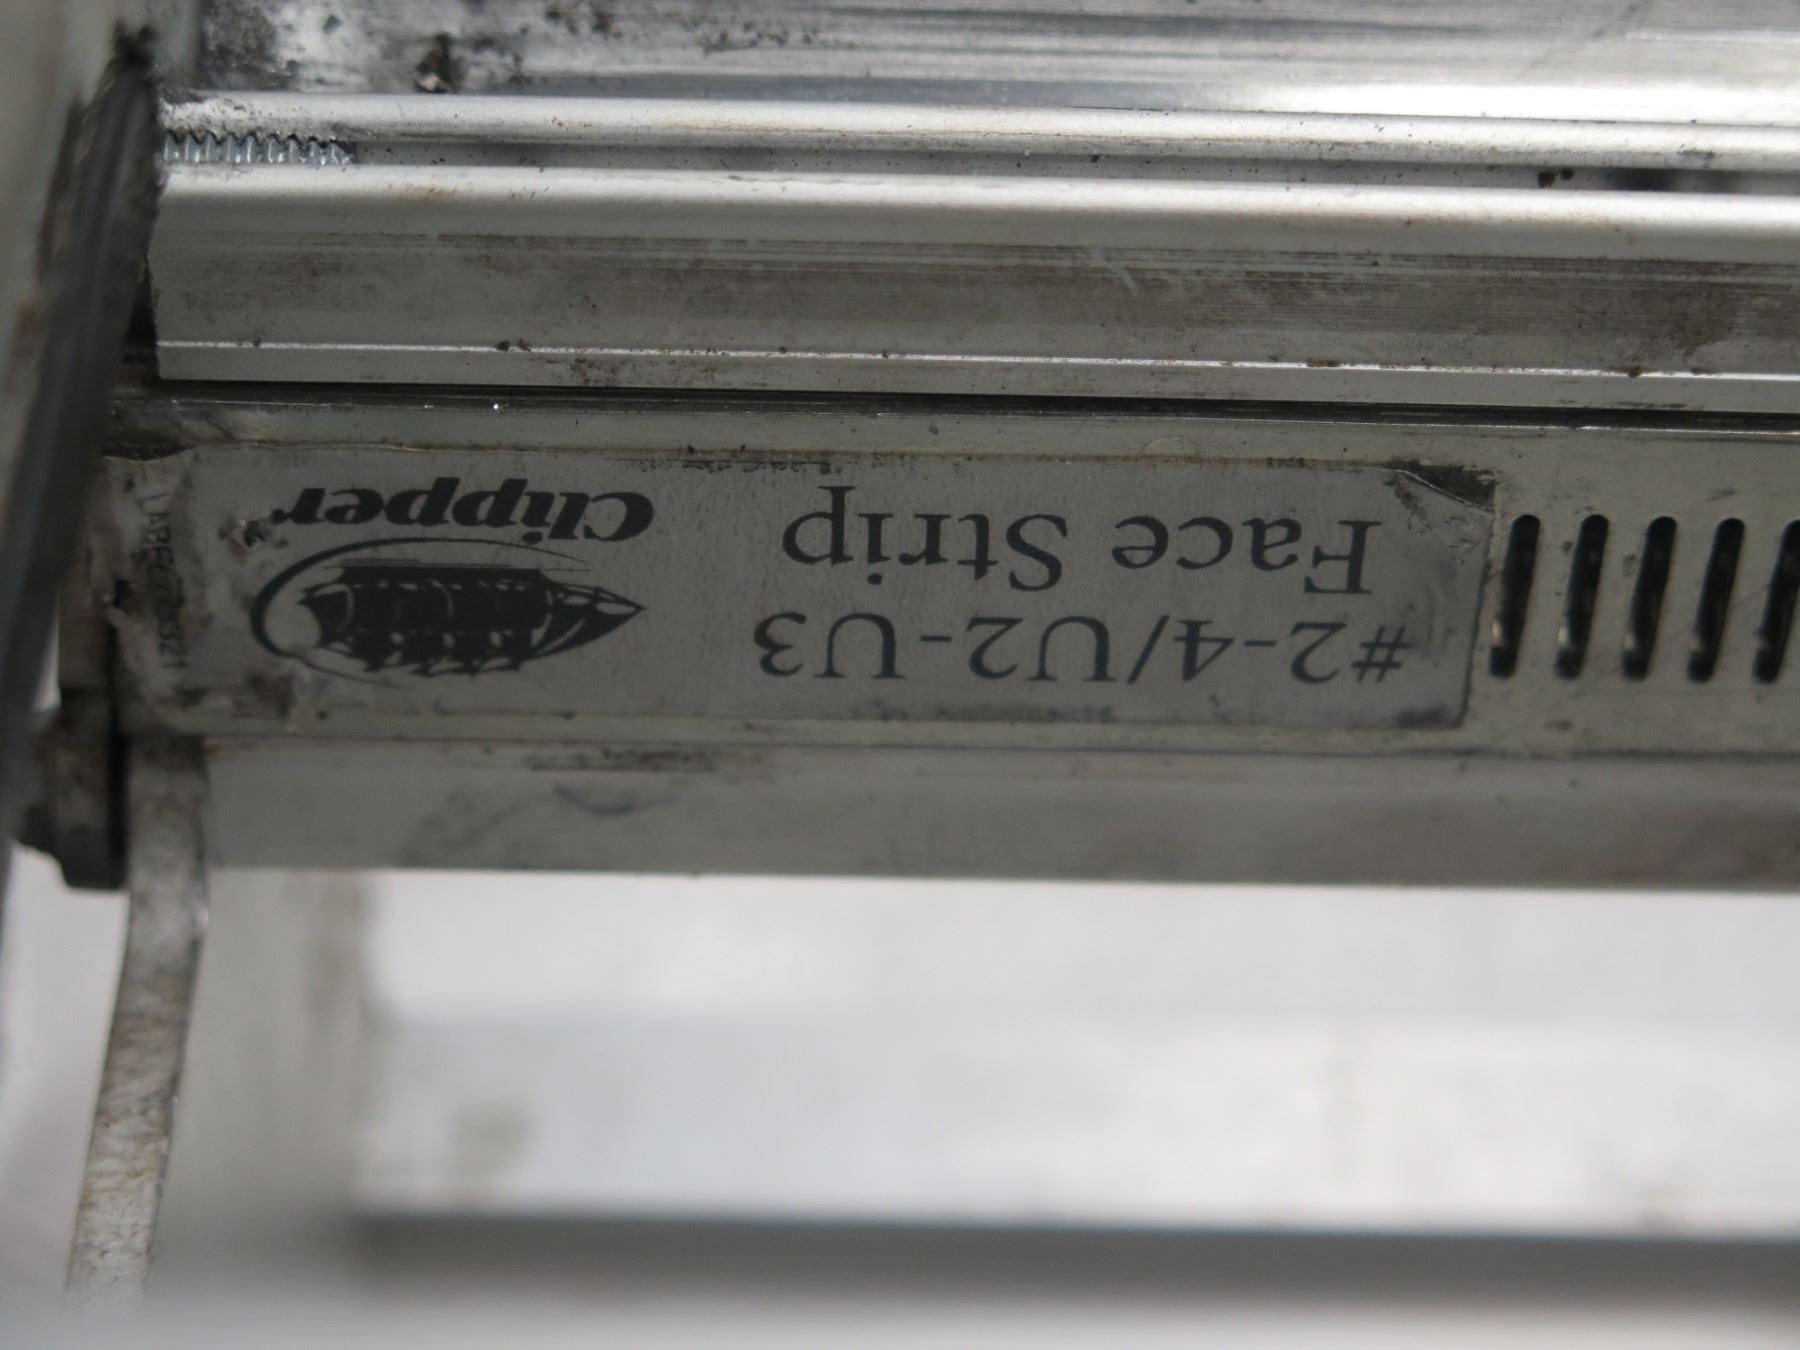 #2-4/U2-U3
Face Strip
Clipper